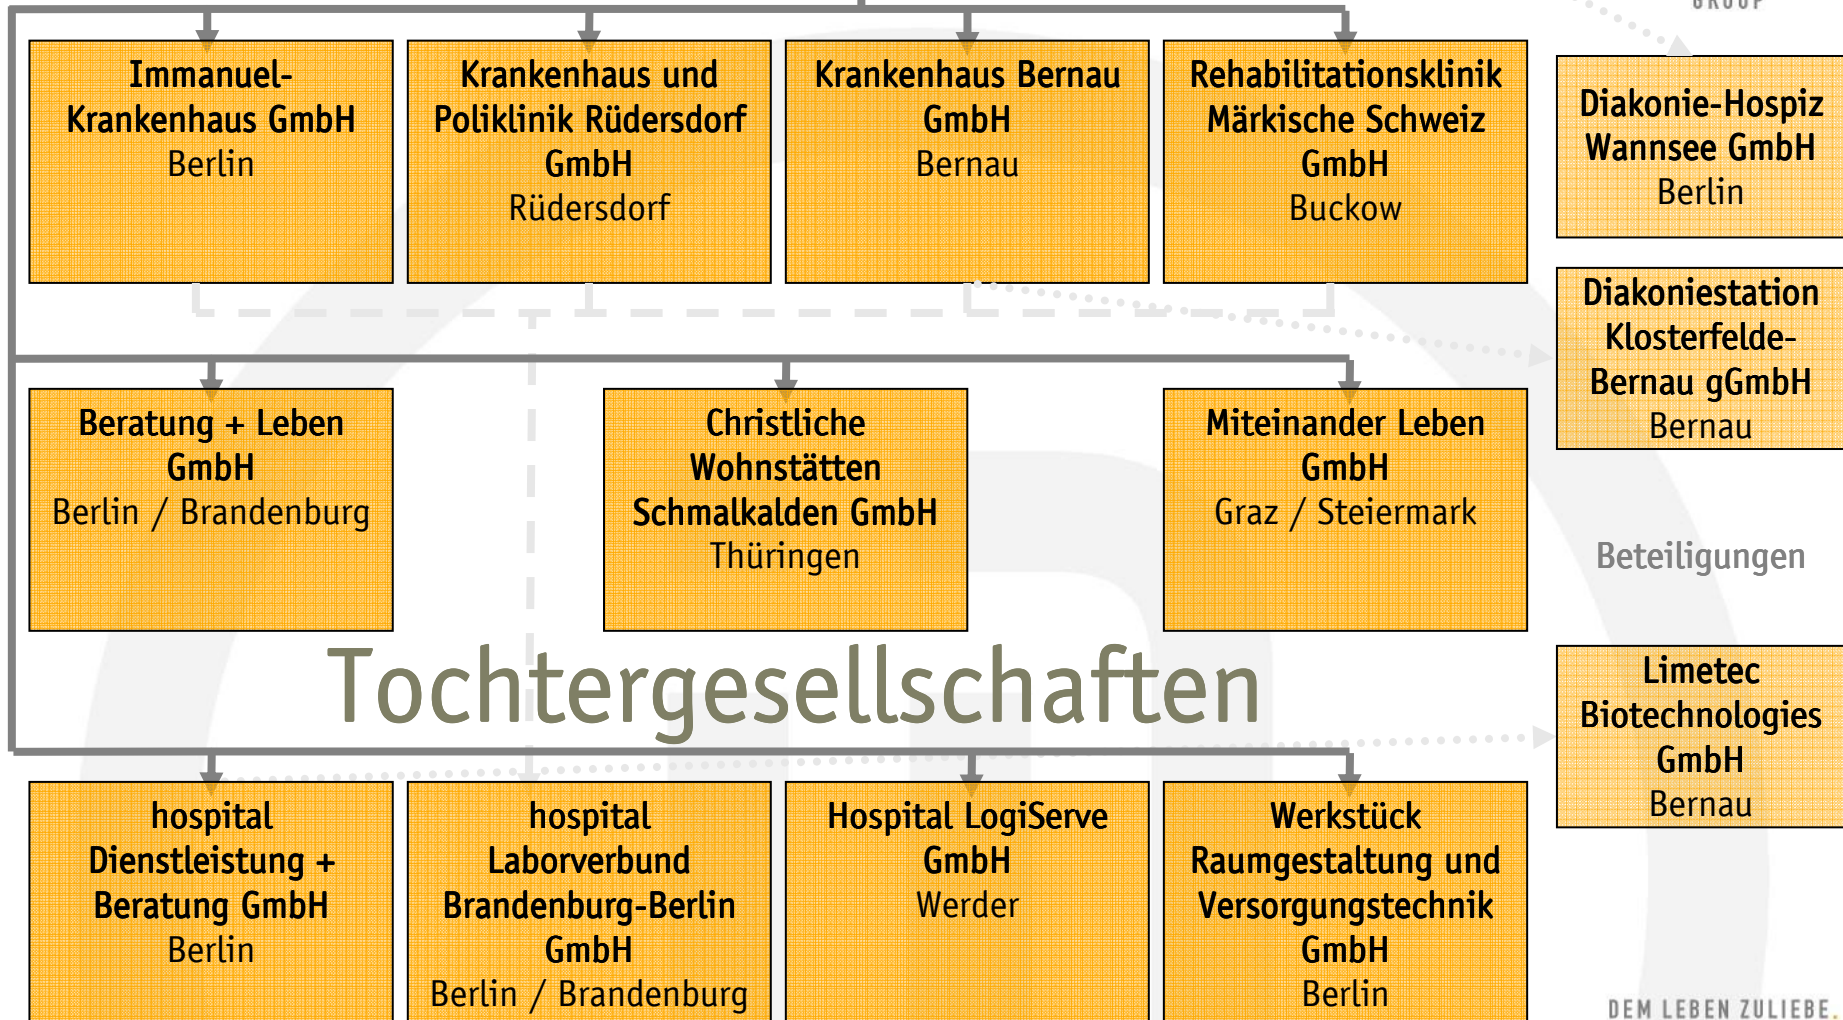 GROUP
Immanuel-
Krankenhaus GmbH
Berlin
Krankenhaus und
Poliklinik Rüdersdorf
GmbH
Rüdersdorf
Krankenhaus Bernau
GmbH
Bernau
Rehabilitationsklinik
Märkische Schweiz
GmbH
Buckow
Diakonie-Hospiz
Wannsee GmbH
Berlin
Diakoniestation
Klosterfelde-
Bernau gGmbH
Bernau
Beratung + Leben
GmbH
Berlin / Brandenburg
Christliche
Wohnstätten
Schmalkalden GmbH
Thüringen
Miteinander Leben
GmbH
Graz / Steiermark
Beteiligungen
Tochtergesellschaften
Limetec
Biotechnologies
GmbH
Bernau
hospital
Dienstleistung +
Beratung GmbH
Berlin
hospital
Laborverbund
Brandenburg-Berlin
GmbH
Berlin / Brandenburg
Hospital LogiServe
GmbH
Werder
Werkstück
Raumgestaltung und
Versorgungstechnik
GmbH
Berlin
DEM LEBEN ZULIEBE.